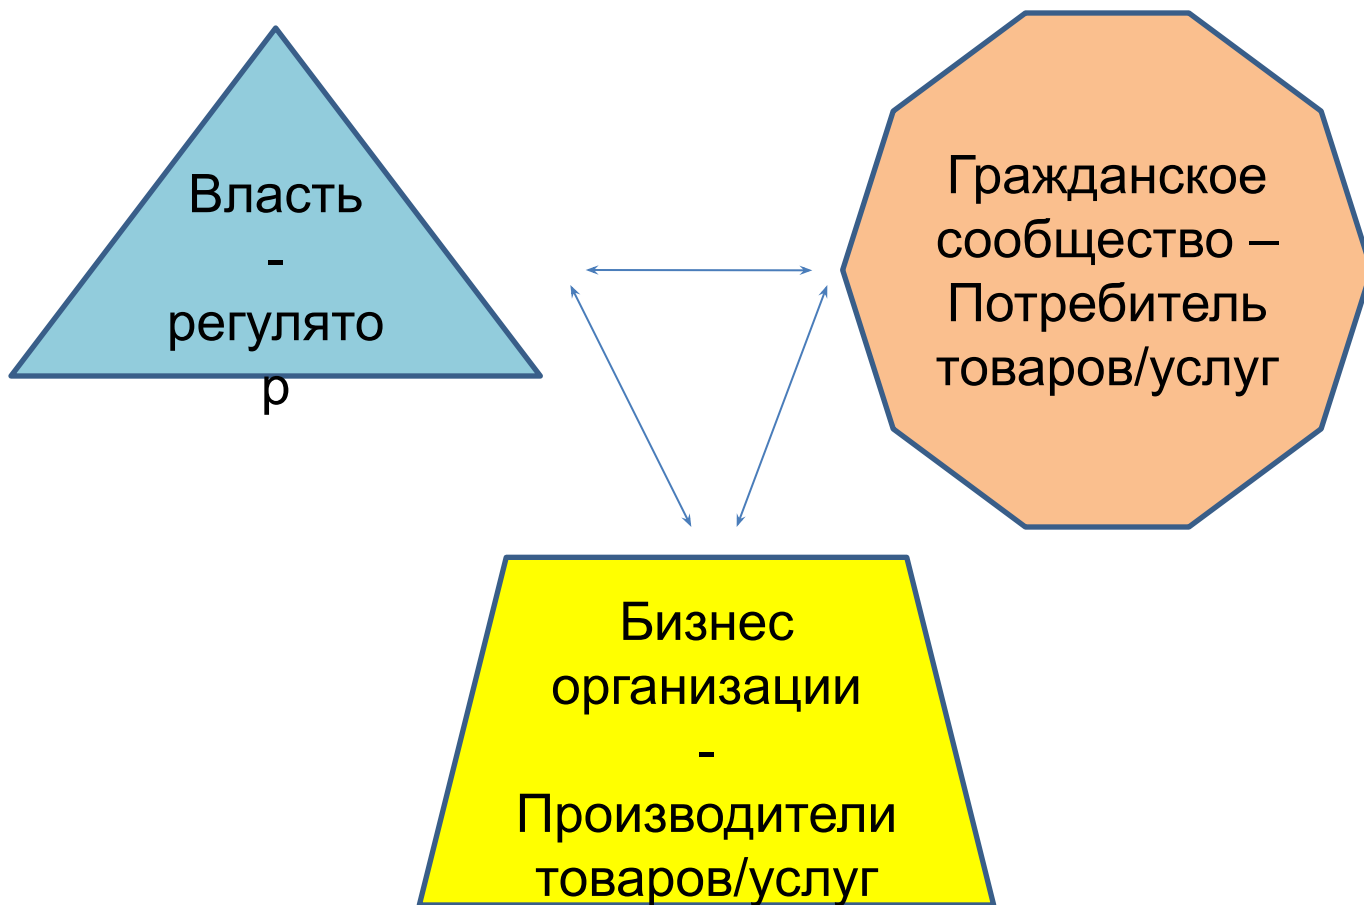 Власть
-
регулято
р
Гражданское
сообщество –
Потребитель
товаров/услуг
Бизнес
организации
-
Производители
товаров/услуг